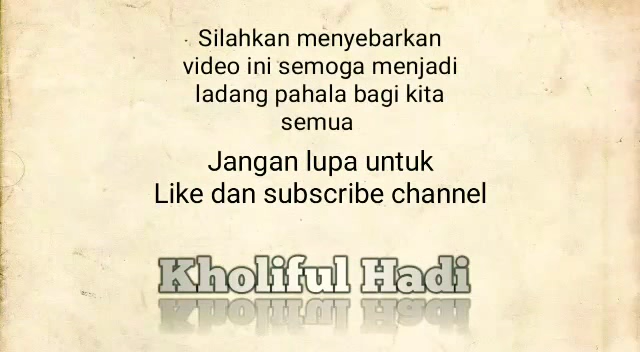 Silahkan menyebarkan
video ini semoga menjadi
ladang pahala bagi kita
semua
Jangan lupa untuk
Like dan subscribe channel
Kholiful Hadi